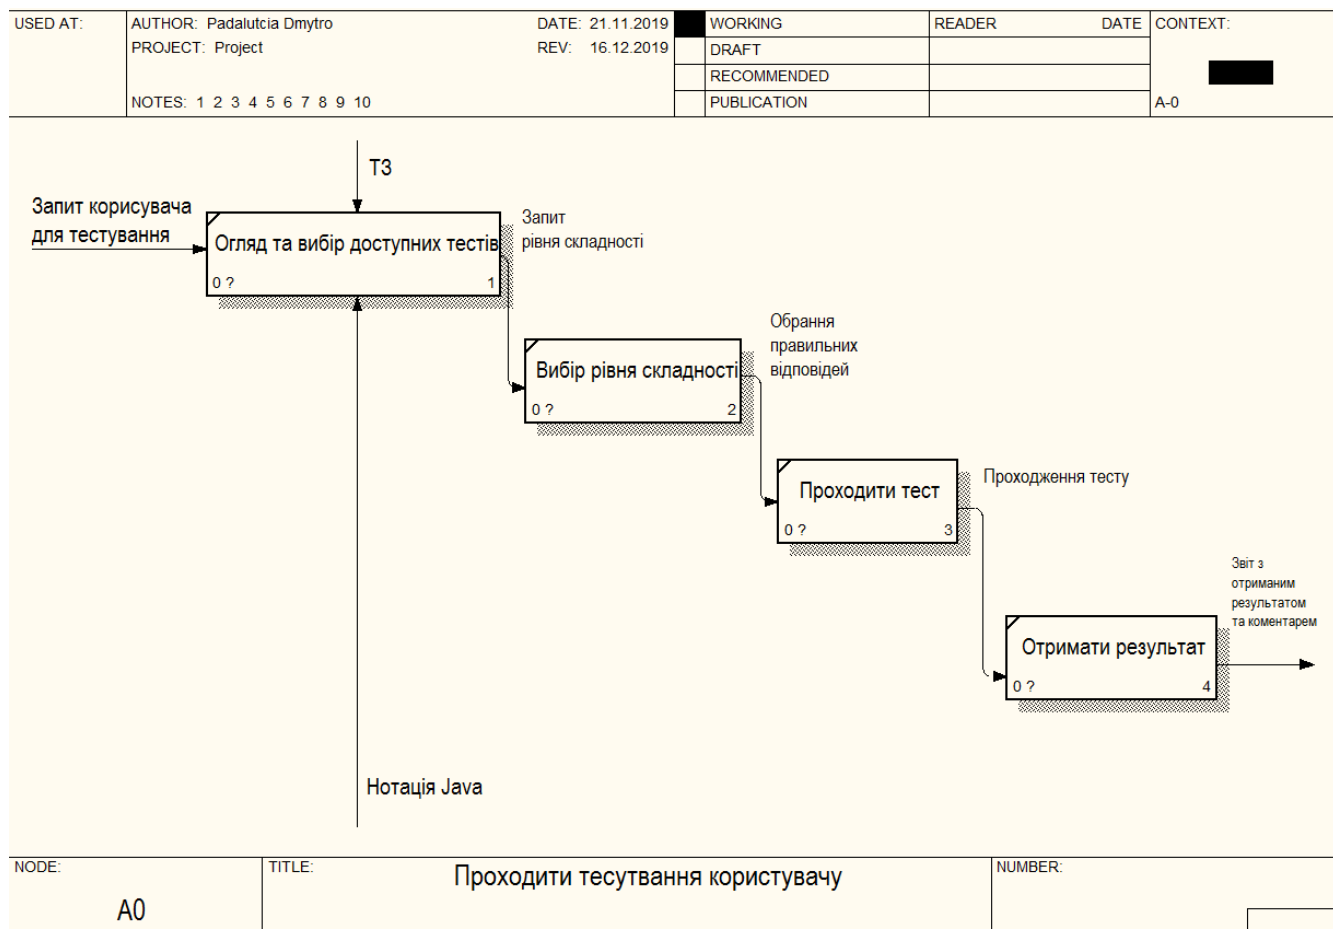 USED AT:
AUTHOR: Padalutcia Dmytro
DATE: 21.11.2019
PROJECT: Project
REV: 16.12.2019
NOTES: 1 2 3 4 5 6 7 8 9 10
WORKING
DRAFT
RECOMMENDED
PUBLICATION
READER
DATE
CONTEXT:
A-0
ТЗ
Запит корисувача
для тестування
Огляд та вибір доступних тестів
0 ?
1
Запит
рівня складності
Вибір рівня складності
0 ?
2
Обрання
правильних
відповідей
Проходити тест
0 ?
3
Проходження тесту
Отримати результат
0 ?
4
Звіт з
отриманим
результатом
та коментарем
Нотація Java
NODE:
A0
TITLE:
Проходити тесутвання користувачу
NUMBER: